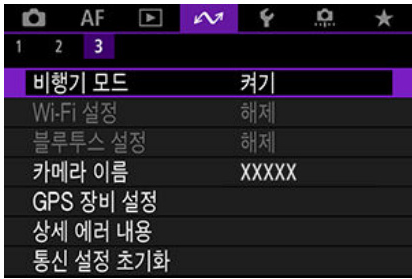 AF
1 2 3
비행기 모드 켜기
Wi-Fi 설정 해제
블루투스 설정 해제
카메라 이름 XXXXX
GPS 장비 설정
상세 에러 내용
통신 설정 초기화